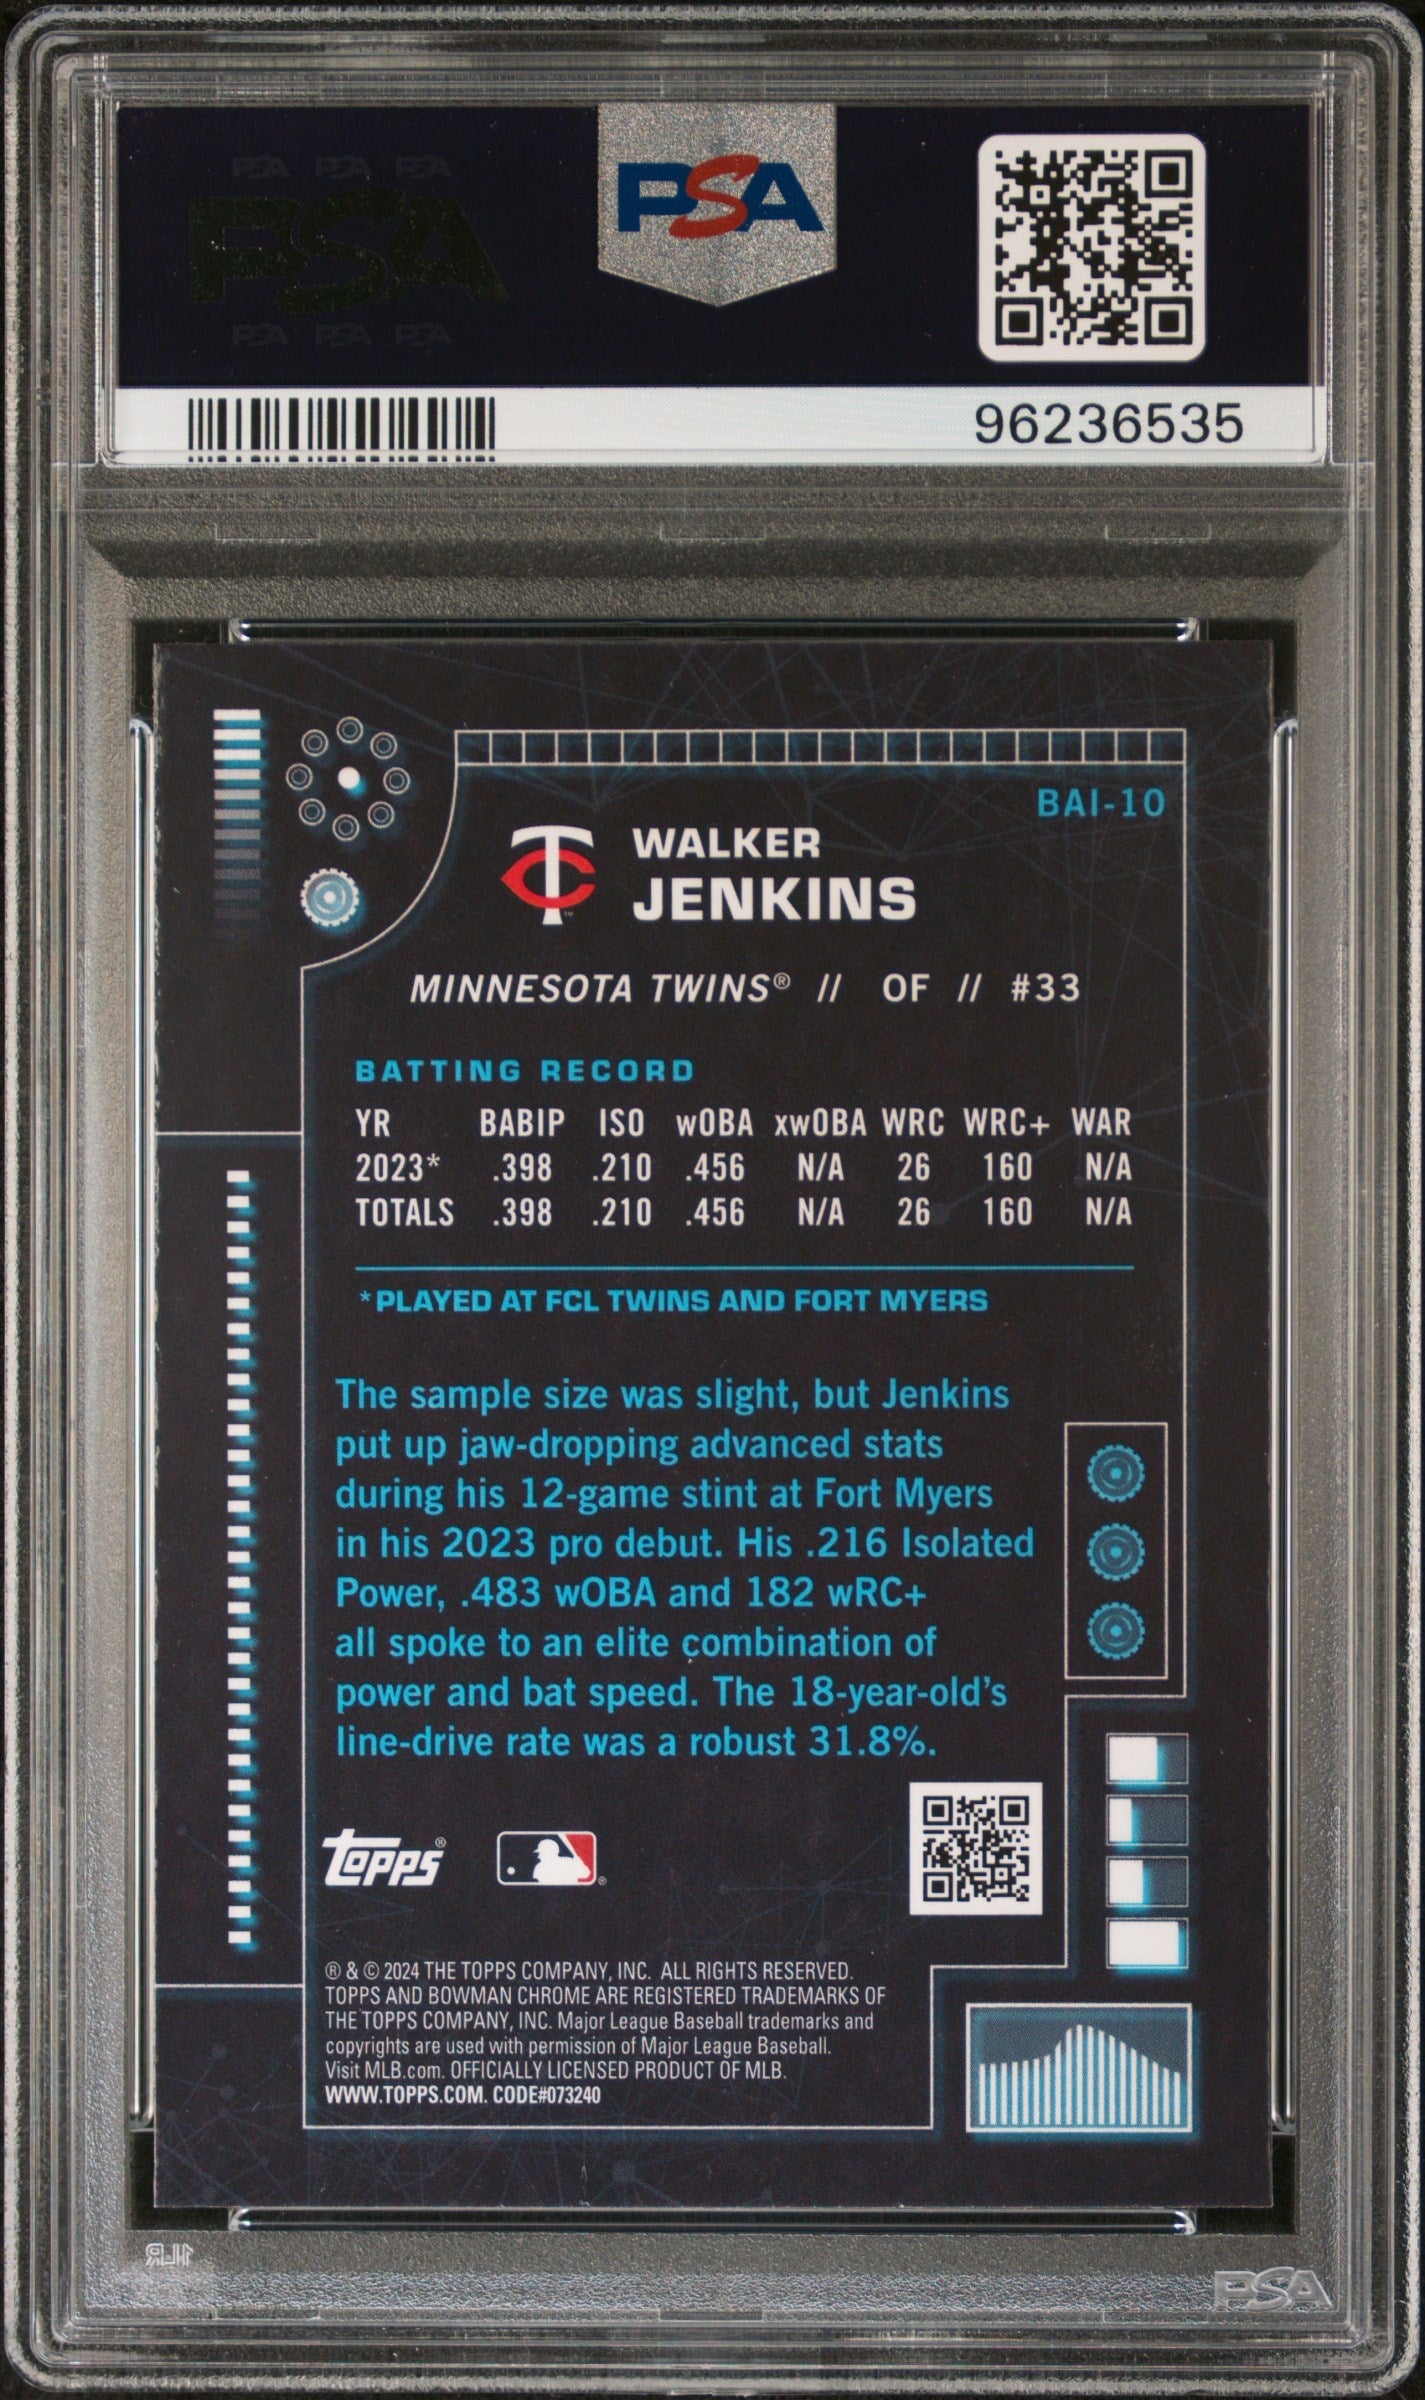 PSA PSA PSA
PSA
PSA PSA PSA
PSA
96236535
BAI-10
WALKER
JENKINS
MINNESOTA TWINS® // OF // #33
BATTING RECORD
YR BABIP ISO wOBA xwOBA WRC WRC+ WAR
2023* .398 .210 .456 N/A 26 160 N/A
TOTALS .398 .210 .456 N/A 26 160 N/A
*PLAYED AT FCL TWINS AND FORT MYERS
The sample size was slight, but Jenkins
put up jaw-dropping advanced stats
during his 12-game stint at Fort Myers
in his 2023 pro debut. His .216 Isolated
Power, .483 wOBA and 182 wRC+
all spoke to an elite combination of
power and bat speed. The 18-year-old's
line-drive rate was a robust 31.8%.
topps®
® & © 2024 THE TOPPS COMPANY, INC. ALL RIGHTS RESERVED.
TOPPS AND BOWMAN CHROME ARE REGISTERED TRADEMARKS OF
THE TOPPS COMPANY, INC. Major League Baseball trademarks and
copyrights are used with permission of Major League Baseball.
Visit MLB.com. OFFICIALLY LICENSED PRODUCT OF MLB.
WWW.TOPPS.COM. CODE#073240
PSA